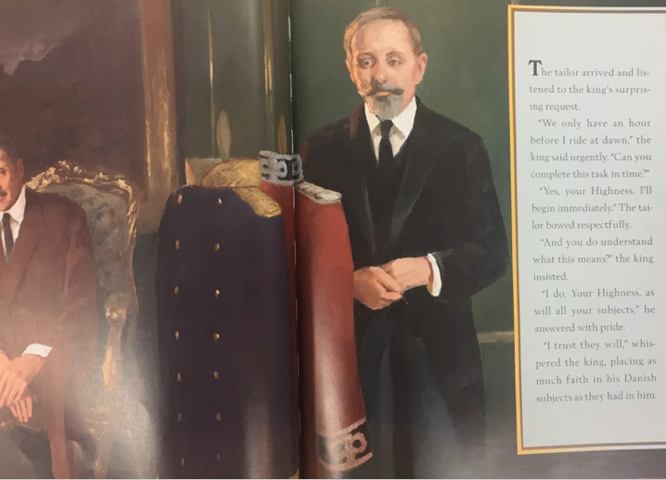 The tailor arrived and lis-
tened to the king's surpris-
ing request.
"We only have an hour
before I ride at dawn," the
king said urgently. "Can you
complete this task in time?"
"Yes, your Highness. I'll
begin immediately." The tai-
lor bowed respectfully.
"And you do understand
what this means?" the king
insisted.
"I do, Your Highness, as
will all your subjects," he
answered with pride.
"I trust they will," whis-
pered the king, placing as
much faith in his Danish
subjects as they had in him.